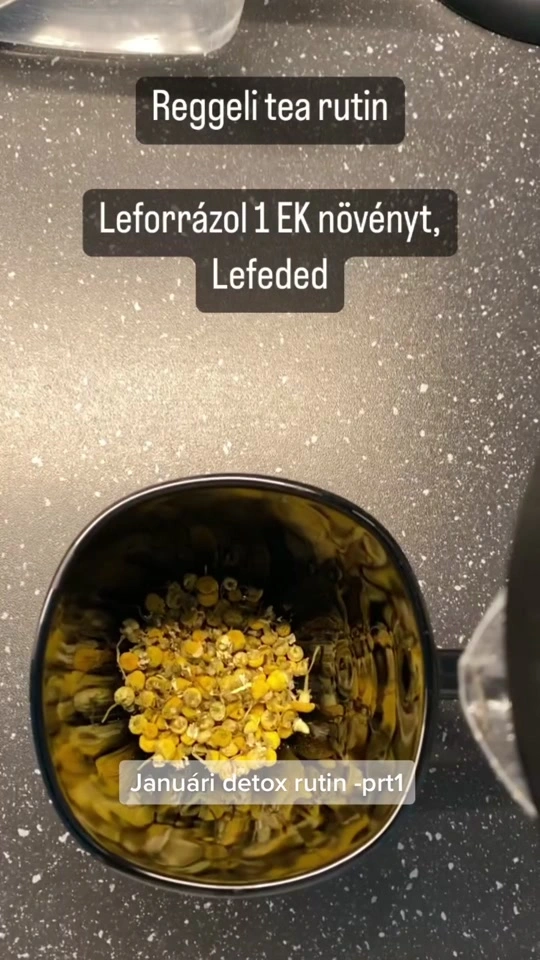 Reggeli tea rutin
Leforrázol 1 EK növényt,
Lefeded
Januári detox rutin -prt1